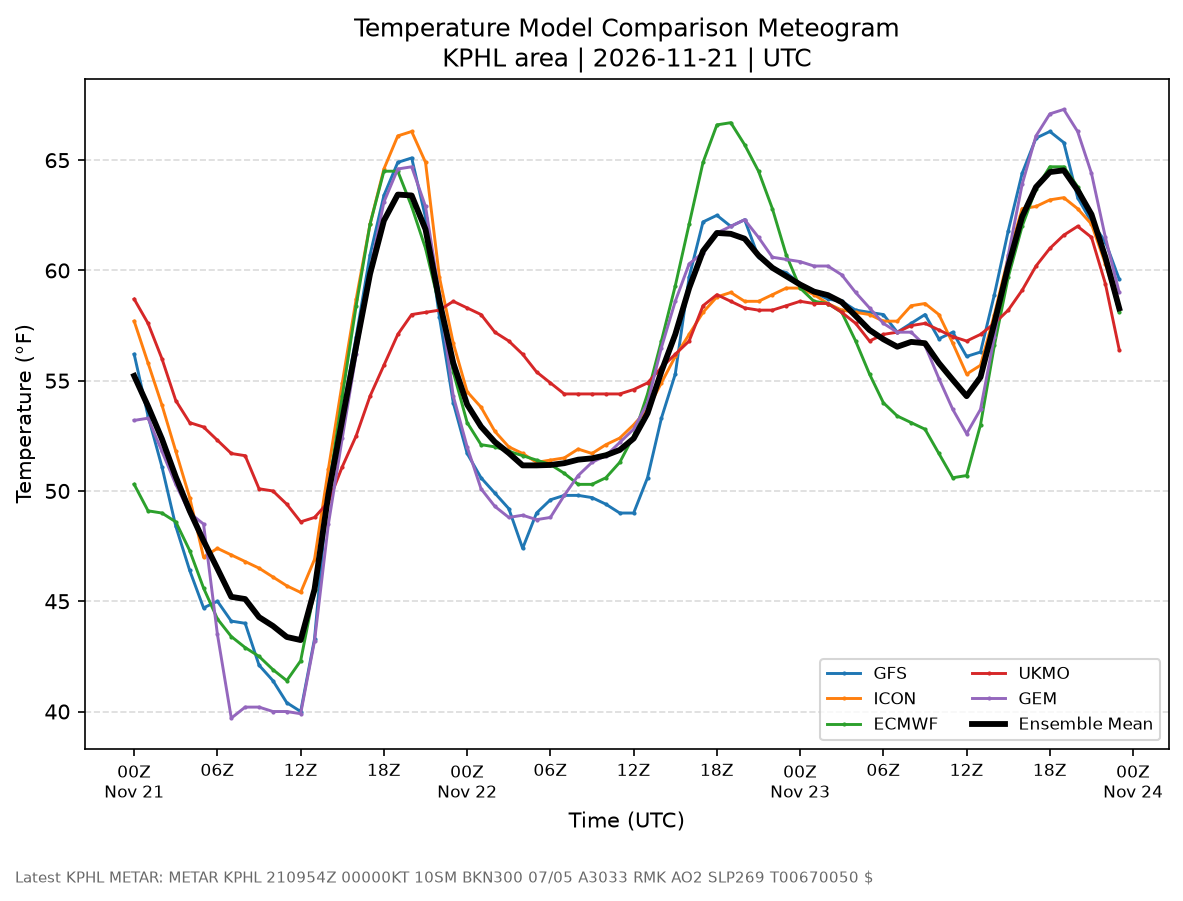 Temperature Model Comparison Meteogram
KPHL area | 2026-11-21 | UTC
Temperature (°F)
65
60
55
50
45
40
GFS
ICON
ECMWF
UKMO
GEM
Ensemble Mean
00Z 06Z 12Z 18Z 00Z 06Z 12Z 18Z 00Z 06Z 12Z 18Z 00Z
Nov 21 Nov 22 Nov 23 Nov 24
Time (UTC)
Latest KPHL METAR: METAR KPHL 210954Z 00000KT 10SM BKN300 07/05 A3033 RMK AO2 SLP269 T00670050 $